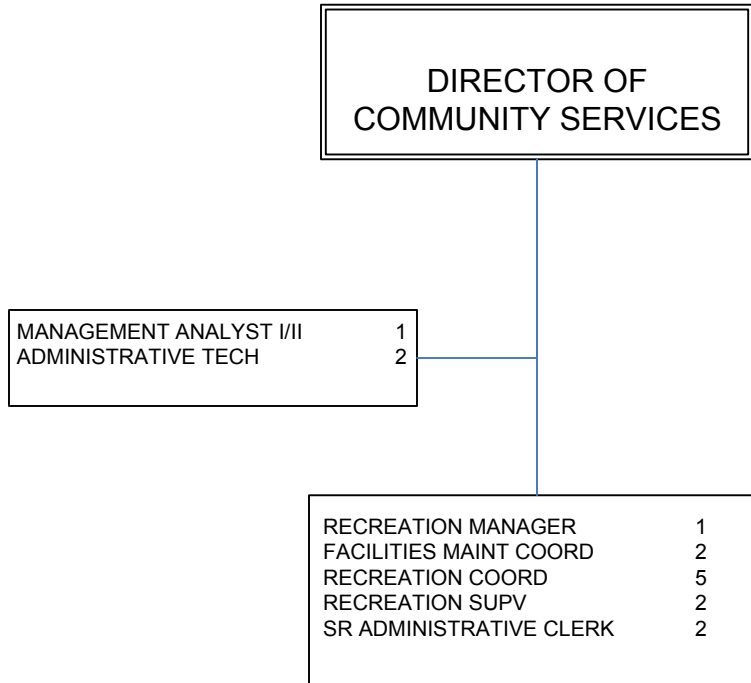 DIRECTOR OF
COMMUNITY SERVICES
MANAGEMENT ANALYST I/II 1
ADMINISTRATIVE TECH 2
RECREATION MANAGER 1
FACILITIES MAINT COORD 2
RECREATION COORD 5
RECREATION SUPV 2
SR ADMINISTRATIVE CLERK 2